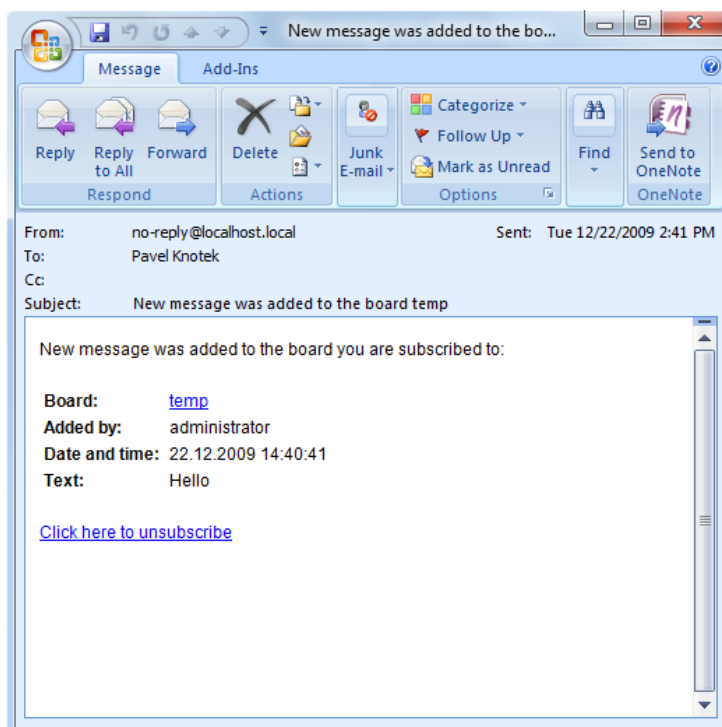 New message was added to the bo...
Message Add-Ins
Reply Reply to All Forward Delete Junk E-mail Categorize Follow Up Mark as Unread Find Send to OneNote
Respond Actions Options OneNote
From: no-reply@localhost.local Sent: Tue 12/22/2009 2:41 PM
To: Pavel Knotek
Cc:
Subject: New message was added to the board temp
New message was added to the board you are subscribed to:
Board: temp
Added by: administrator
Date and time: 22.12.2009 14:40:41
Text: Hello
Click here to unsubscribe